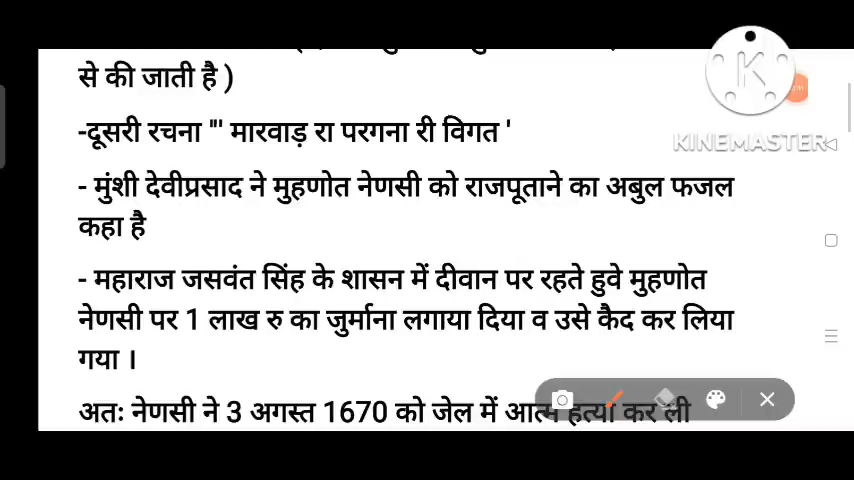 से की जाती है )
-दूसरी रचना "' मारवाड़ रा परगना री विगत '
- मुंशी देवीप्रसाद ने मुहणोत नेणसी को राजपूताने का अबुल फजल
कहा है
- महाराज जसवंत सिंह के शासन में दीवान पर रहते हुवे मुहणोत
नेणसी पर 1 लाख रु का जुर्माना लगाया दिया व उसे कैद कर लिया
गया ।
अतः नेणसी ने 3 अगस्त 1670 को जेल में आत्म हत्या कर ली
K
KINEMASTER